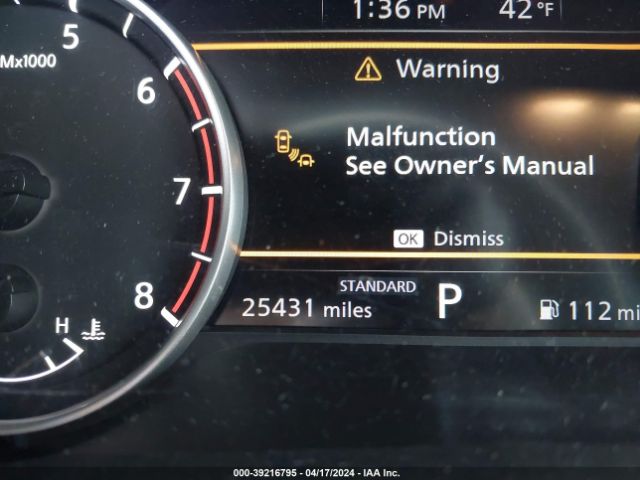 1:36 PM 42°F
5
Mx1000
Warning
6
Malfunction
See Owner's Manual
7
OK Dismiss
8
STANDARD
25431 miles P 112 mi
H
000-39216795 - 04/17/2024 - IAA Inc.